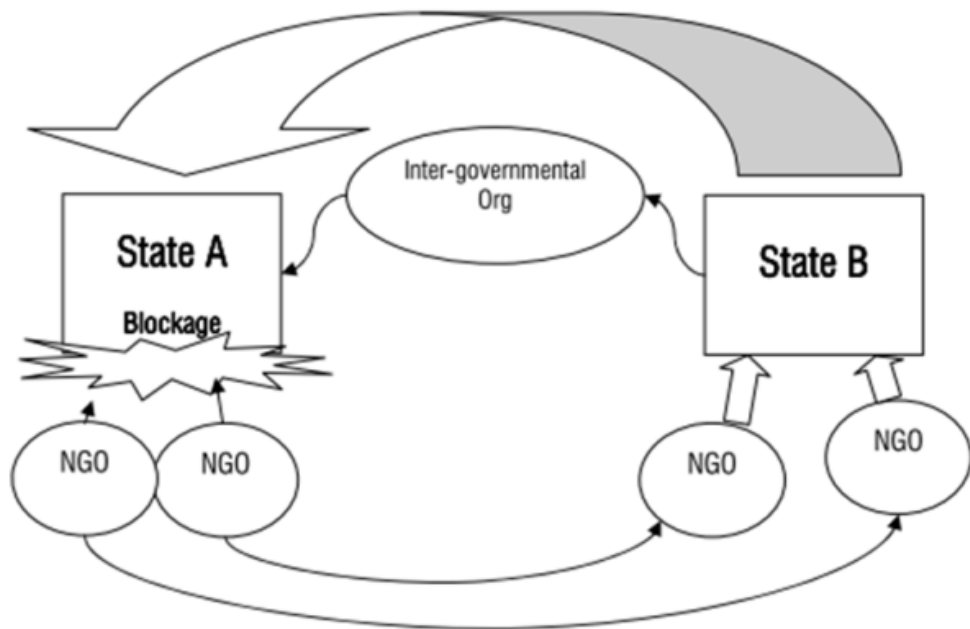 Inter-governmental
Org
State A
Blockage
State B
NGO
NGO
NGO
NGO